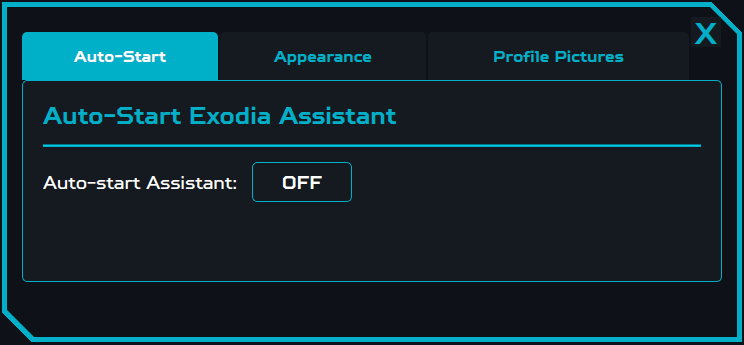 Auto-Start Appearance Profile Pictures X
Auto-Start Exodia Assistant
Auto-start Assistant: OFF